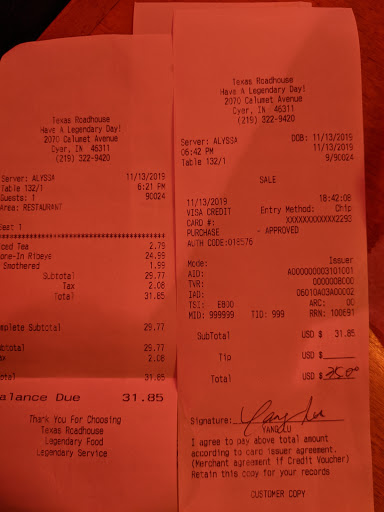 Texas Roadhouse
Have A Legendary Day!
2070 Calumet Avenue
Dyer, IN 46311
(219) 322-9420
Server: ALYSSA 11/13/2019
Table 132/1 6:21 PM
Guests: 1 90024
Area: RESTAURANT
Seat 1
****************************************
Iced Tea 2.79
one-In Ribeye 24.99
Smothered 1.99
Subtotal 29.77
Tax 2.08
Total 31.85
mplete Subtotal 29.77
ubtotal 29.77
ax 2.08
otal 31.85
alance Due 31.85
Thank You For Choosing
Texas Roadhouse
Legendary Food
Legendary Service
Texas Roadhouse
Have A Legendary Day!
2070 Calumet Avenue
Dyer, IN 46311
(219) 322-9420
Server: ALYSSA DOB: 11/13/2019
06:42 PM 11/13/2019
Table 132/1 9/90024
SALE
11/13/2019 18:42:08
VISA CREDIT Entry Method: Chip
CARD #: XXXXXXXXXXXX2293
PURCHASE - APPROVED
AUTH CODE:016576
Mode: Issuer
AID: A0000000031010
TVR: 0000008000
IAD: 06010A03A00002
TSI: E800 ARC: 00
MID: 999999 TID: 999 RRN: 100691
SubTotal USD $ 31.85
Tip USD $
Total USD $ 35.00
Signature:
I agree to pay above total amount
according to card issuer agreement.
(Merchant agreement if Credit Voucher)
Retain this copy for your records
CUSTOMER COPY